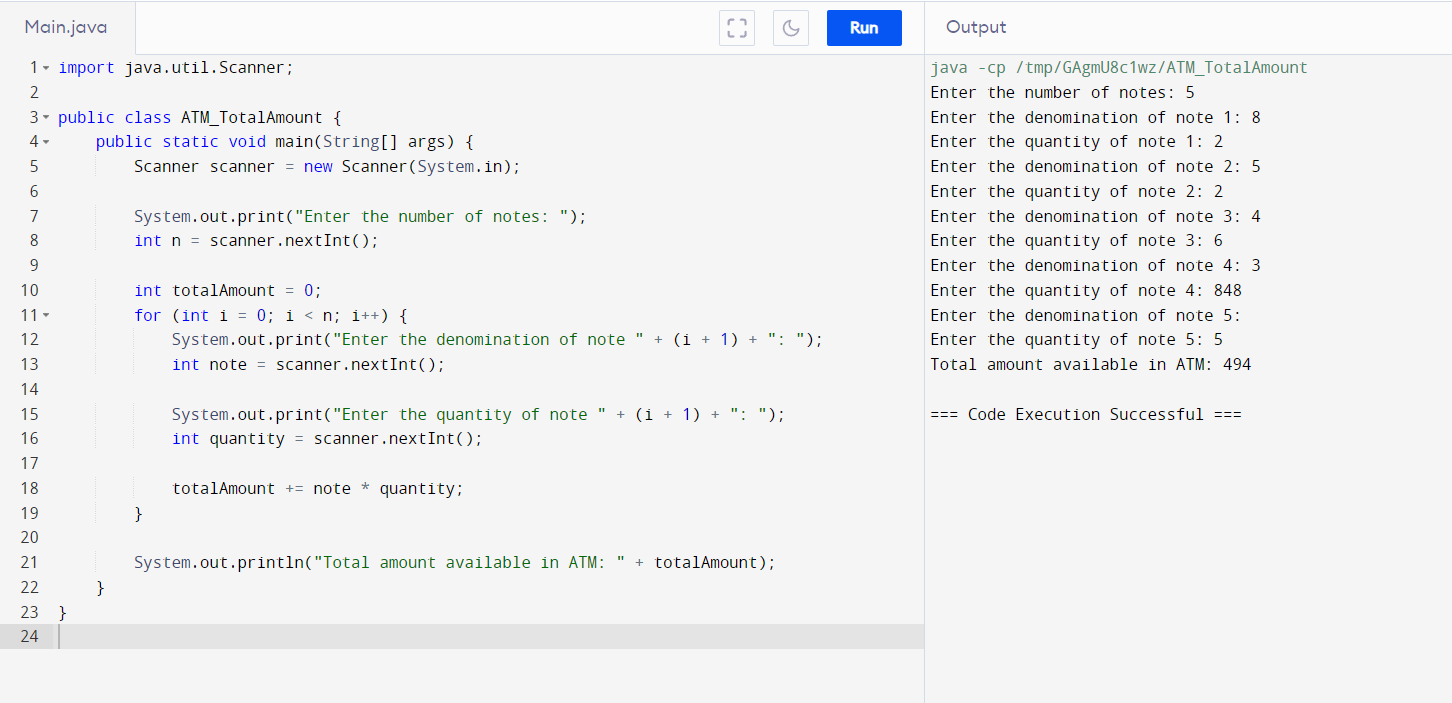 Main.java
Run
Output
1 import java.util.Scanner;
2
3 public class ATM_TotalAmount {
4 public static void main(String[] args) {
5 Scanner scanner = new Scanner(System.in);
6
7 System.out.print("Enter the number of notes: ");
8 int n = scanner.nextInt();
9
10 int totalAmount = 0;
11 for (int i = 0; i < n; i++) {
12 System.out.print("Enter the denomination of note " + (i + 1) + ": ");
13 int note = scanner.nextInt();
14
15 System.out.print("Enter the quantity of note " + (i + 1) + ": ");
16 int quantity = scanner.nextInt();
17
18 totalAmount += note * quantity;
19 }
20
21 System.out.println("Total amount available in ATM: " + totalAmount);
22 }
23 }
24
java -cp /tmp/GAgmU8c1wz/ATM_TotalAmount
Enter the number of notes: 5
Enter the denomination of note 1: 8
Enter the quantity of note 1: 2
Enter the denomination of note 2: 5
Enter the quantity of note 2: 2
Enter the denomination of note 3: 4
Enter the quantity of note 3: 6
Enter the denomination of note 4: 3
Enter the quantity of note 4: 848
Enter the denomination of note 5:
Enter the quantity of note 5: 5
Total amount available in ATM: 494
=== Code Execution Successful ===